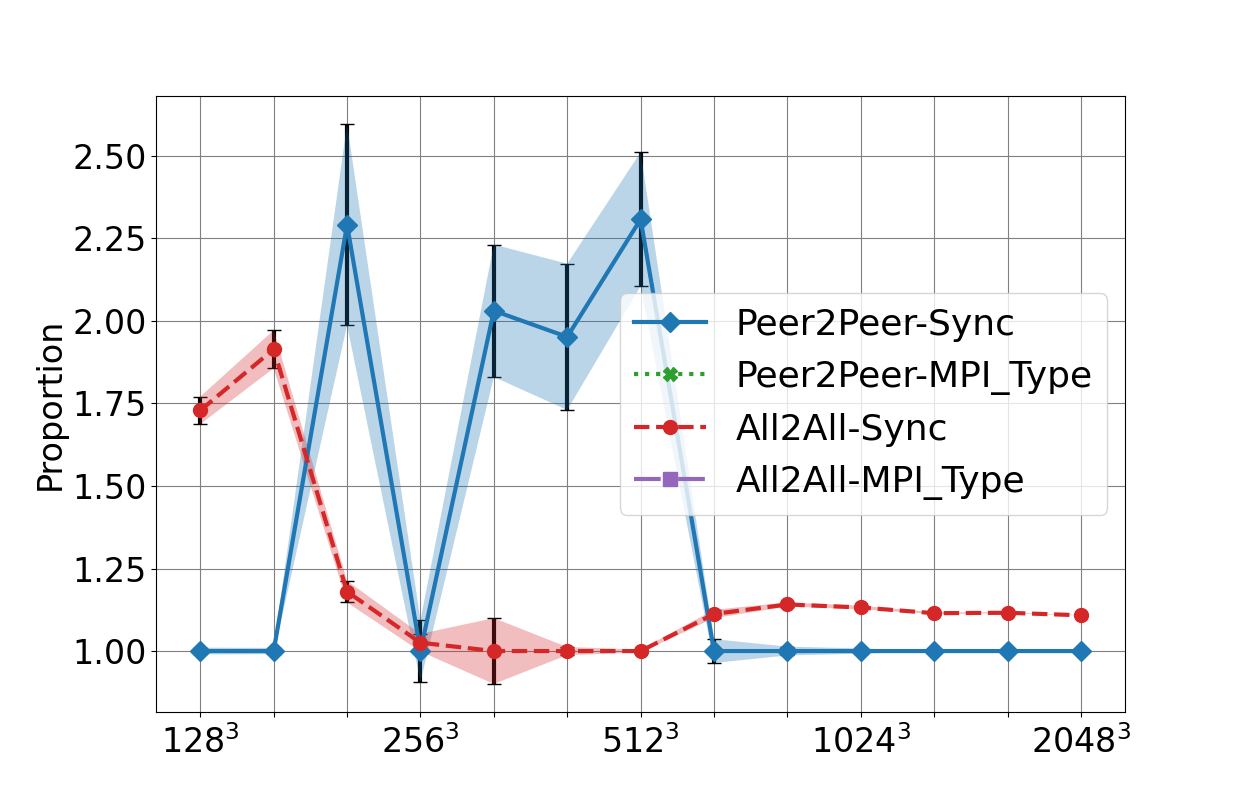 Proportion
2.50
2.25
2.00
1.75
1.50
1.25
1.00
128³
256³
512³
1024³
2048³
Peer2Peer-Sync
Peer2Peer-MPI_Type
All2All-Sync
All2All-MPI_Type